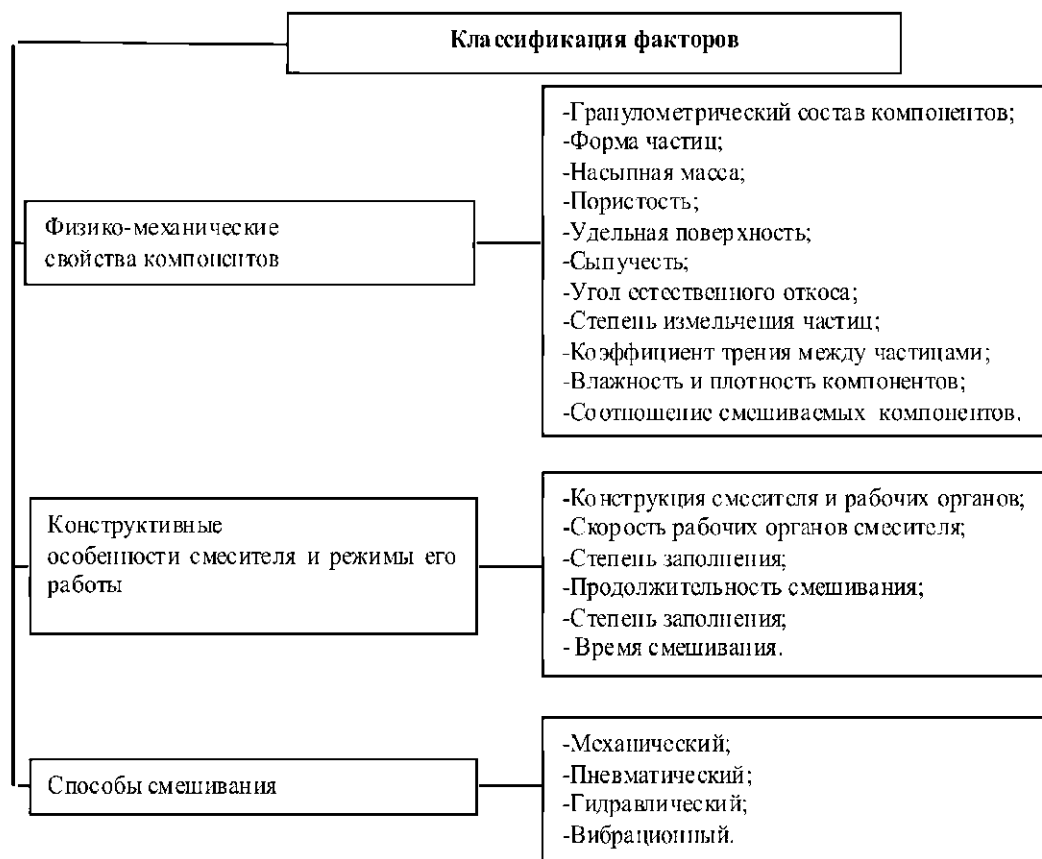 Классификация факторов
Физико-механические
свойства компонентов
-Гранулометрический состав компонентов;
-Форма частиц;
-Насыпная масса;
-Пористость;
-Удельная поверхность;
-Сыпучесть;
-Угол естественного откоса;
-Степень измельчения частиц;
-Коэффициент трения между частицами;
-Влажность и плотность компонентов;
-Соотношение смешиваемых компонентов.
Конструктивные
особенности смесителя и режимы его
работы
-Конструкция смесителя и рабочих органов;
-Скорость рабочих органов смесителя;
-Степень заполнения;
-Продолжительность смешивания;
-Степень заполнения;
- Время смешивания.
Способы смешивания
-Механический;
-Пневматический;
-Гидравлический;
-Вибрационный.